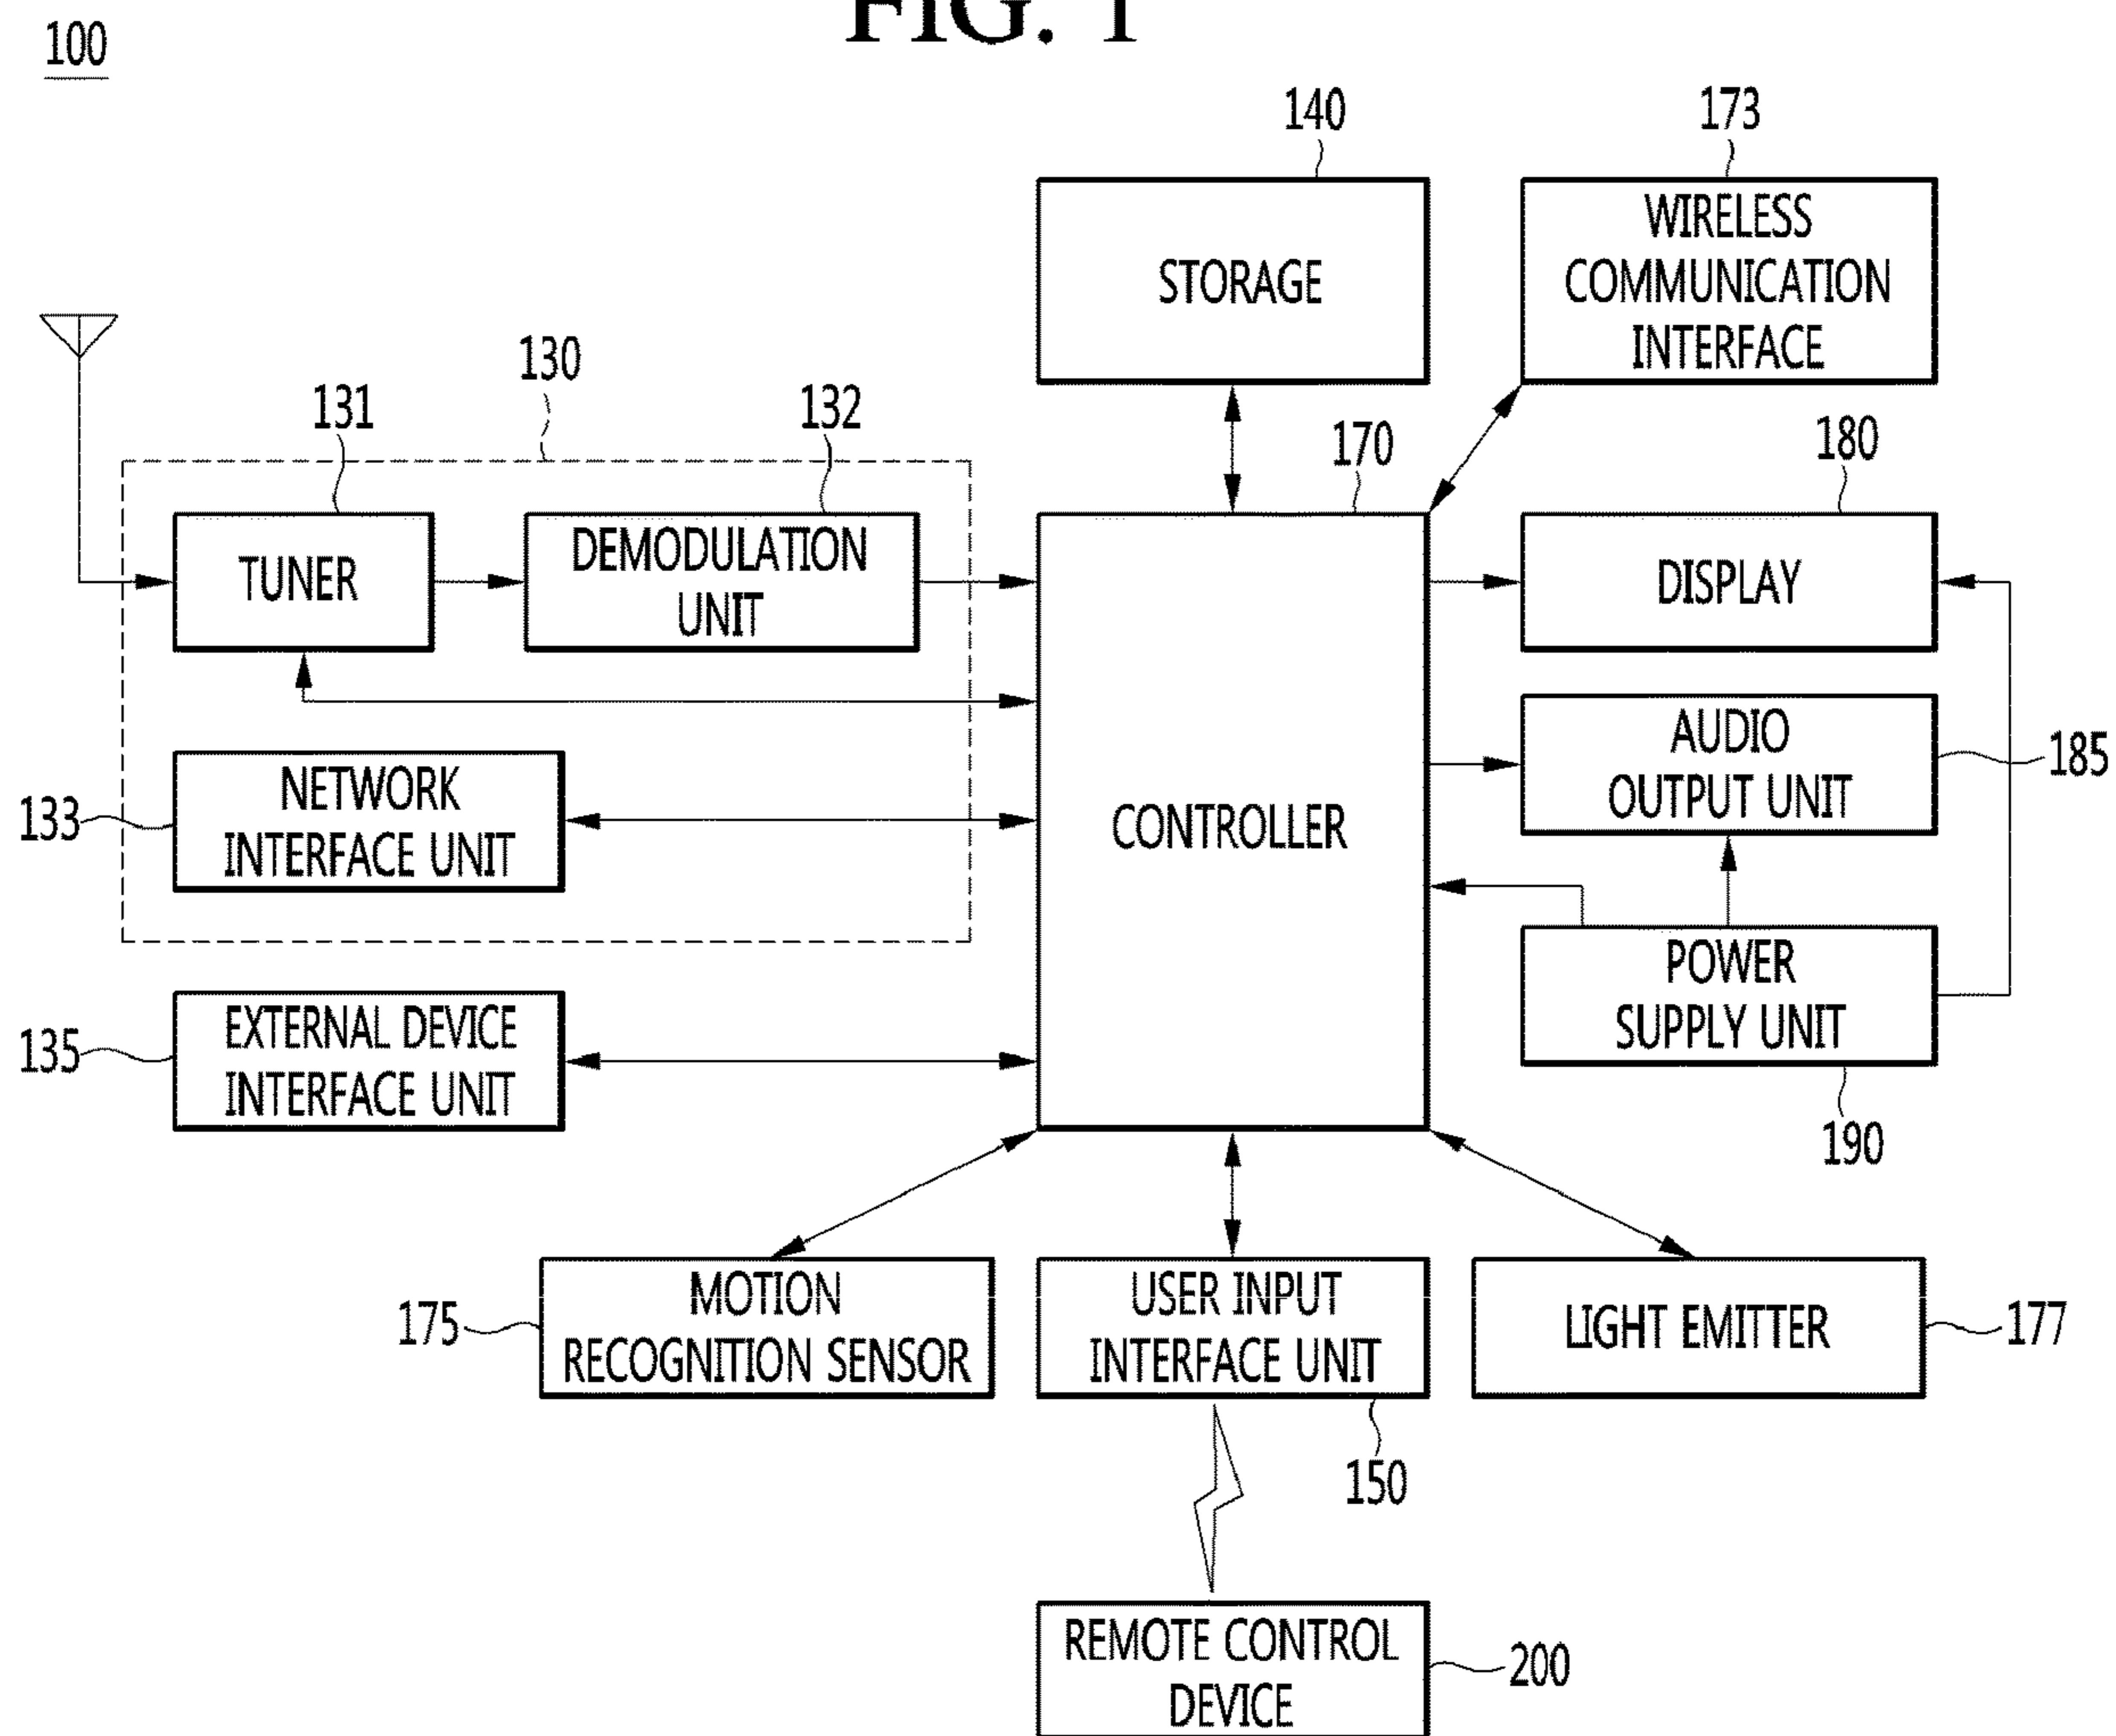 FIG. 1
100
140
173
STORAGE
WIRELESS
COMMUNICATION
INTERFACE
130
131
132
170
180
TUNER
DEMODULATION
UNIT
DISPLAY
AUDIO
OUTPUT UNIT
185
NETWORK
INTERFACE UNIT
133
CONTROLLER
POWER
SUPPLY UNIT
190
EXTERNAL DEVICE
INTERFACE UNIT
135
MOTION
RECOGNITION SENSOR
175
USER INPUT
INTERFACE UNIT
150
LIGHT EMITTER
177
REMOTE CONTROL
DEVICE
200